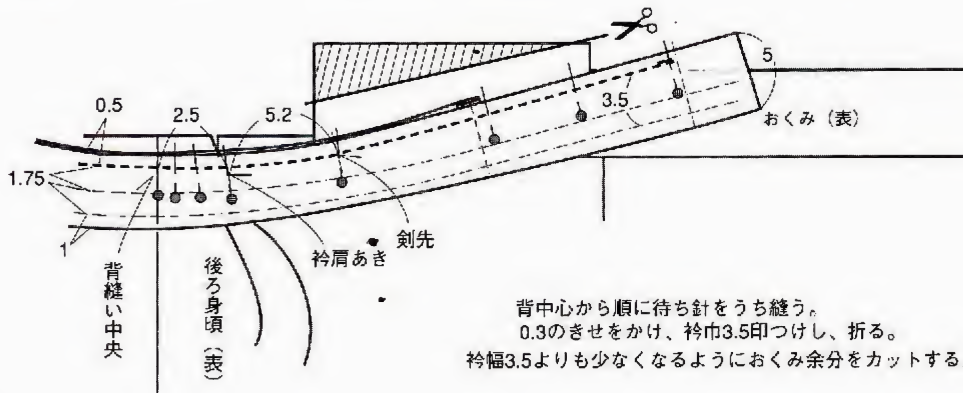 0.5
2.5
5.2
3.5
5
おくみ（表）
1.75
1
剣先
衿肩あき
背縫い中央
後ろ身頃（表）
背中心から順に待ち針をうち縫う。
0.3のきせをかけ、衿巾3.5印つけし、折る。
衿幅3.5よりも少なくなるようにおくみ余分をカットする